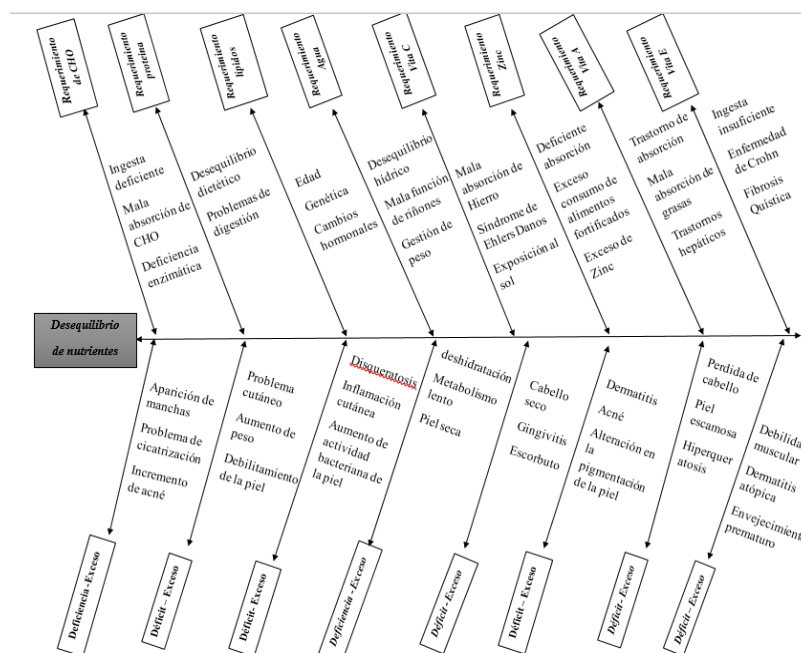 Requerimiento
de CHO
Requerimiento
proteína
Requerimiento
lípidos
Requerimiento
Agua
Requerimiento
Vita C
Requerimiento
Zinc
Requerimiento
Vita A
Requerimiento
Vita E
Ingesta
deficiente
Mala
absorción de
CHO
Deficiencia
enzimática
Desequilibrio
dietético
Problemas de
digestión
Edad
Genética
Cambios
hormonales
Desequilibrio
hídrico
Mala función
de riñones
Gestión de
peso
Mala
absorción de
Hierro
Síndrome de
Ehlers Danos
Exposición al
sol
Deficiente
absorción
Exceso
consumo de
alimentos
fortificados
Exceso de
Zinc
Trastorno de
absorción
Mala
absorción de
grasas
Trastornos
hepáticos
Ingesta
insuficiente
Enfermedad
de Crohn
Fibrosis
Quística
Desequilibrio
de nutrientes
Aparición de
manchas
Problema de
cicatrización
Incremento
de acné
Problema
cutáneo
Aumento de
peso
Debilitamiento
de la piel
Disqueratosis
Inflamación
cutánea
Aumento de
actividad
bacteriana de
la piel
deshidratación
Metabolismo
lento
Piel seca
Cabello
seco
Gingivitis
Escorbuto
Dermatitis
Acné
Alteración en
la
pigmentación
de la piel
Perdida de
cabello
Piel
escamosa
Hiperquer
atosis
Debilida
muscular
Dermatitis
atópica
Envejecimient
prematuro
Deficiencia - Exceso
Déficit – Exceso
Déficit- Exceso
Deficiencia - Exceso
Déficit - Exceso
Déficit – Exceso
Déficit - Exceso
Déficit – Exceso